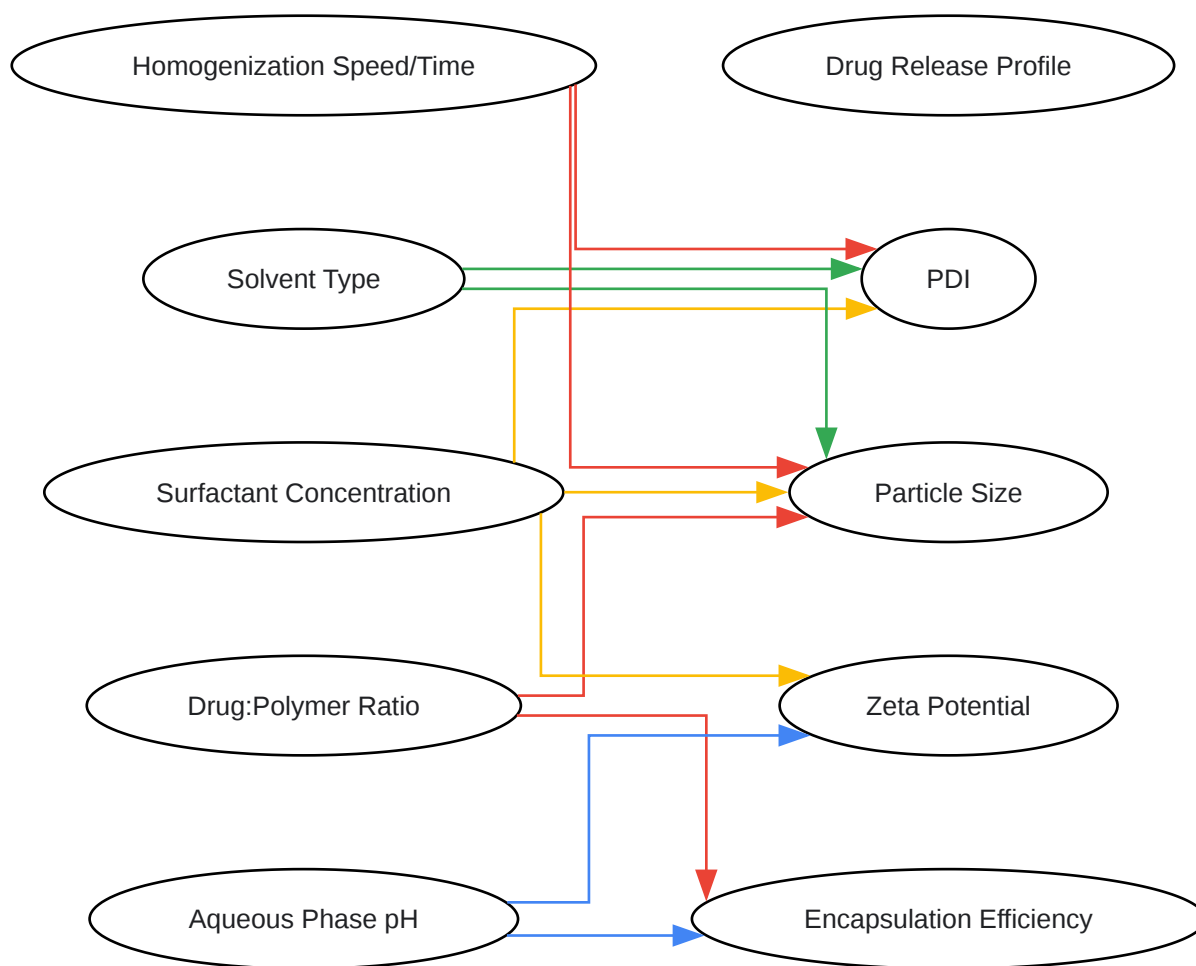 Homogenization Speed/Time
Drug Release Profile
Solvent Type
PDI
Surfactant Concentration
Particle Size
Drug:Polymer Ratio
Zeta Potential
Aqueous Phase pH
Encapsulation Efficiency